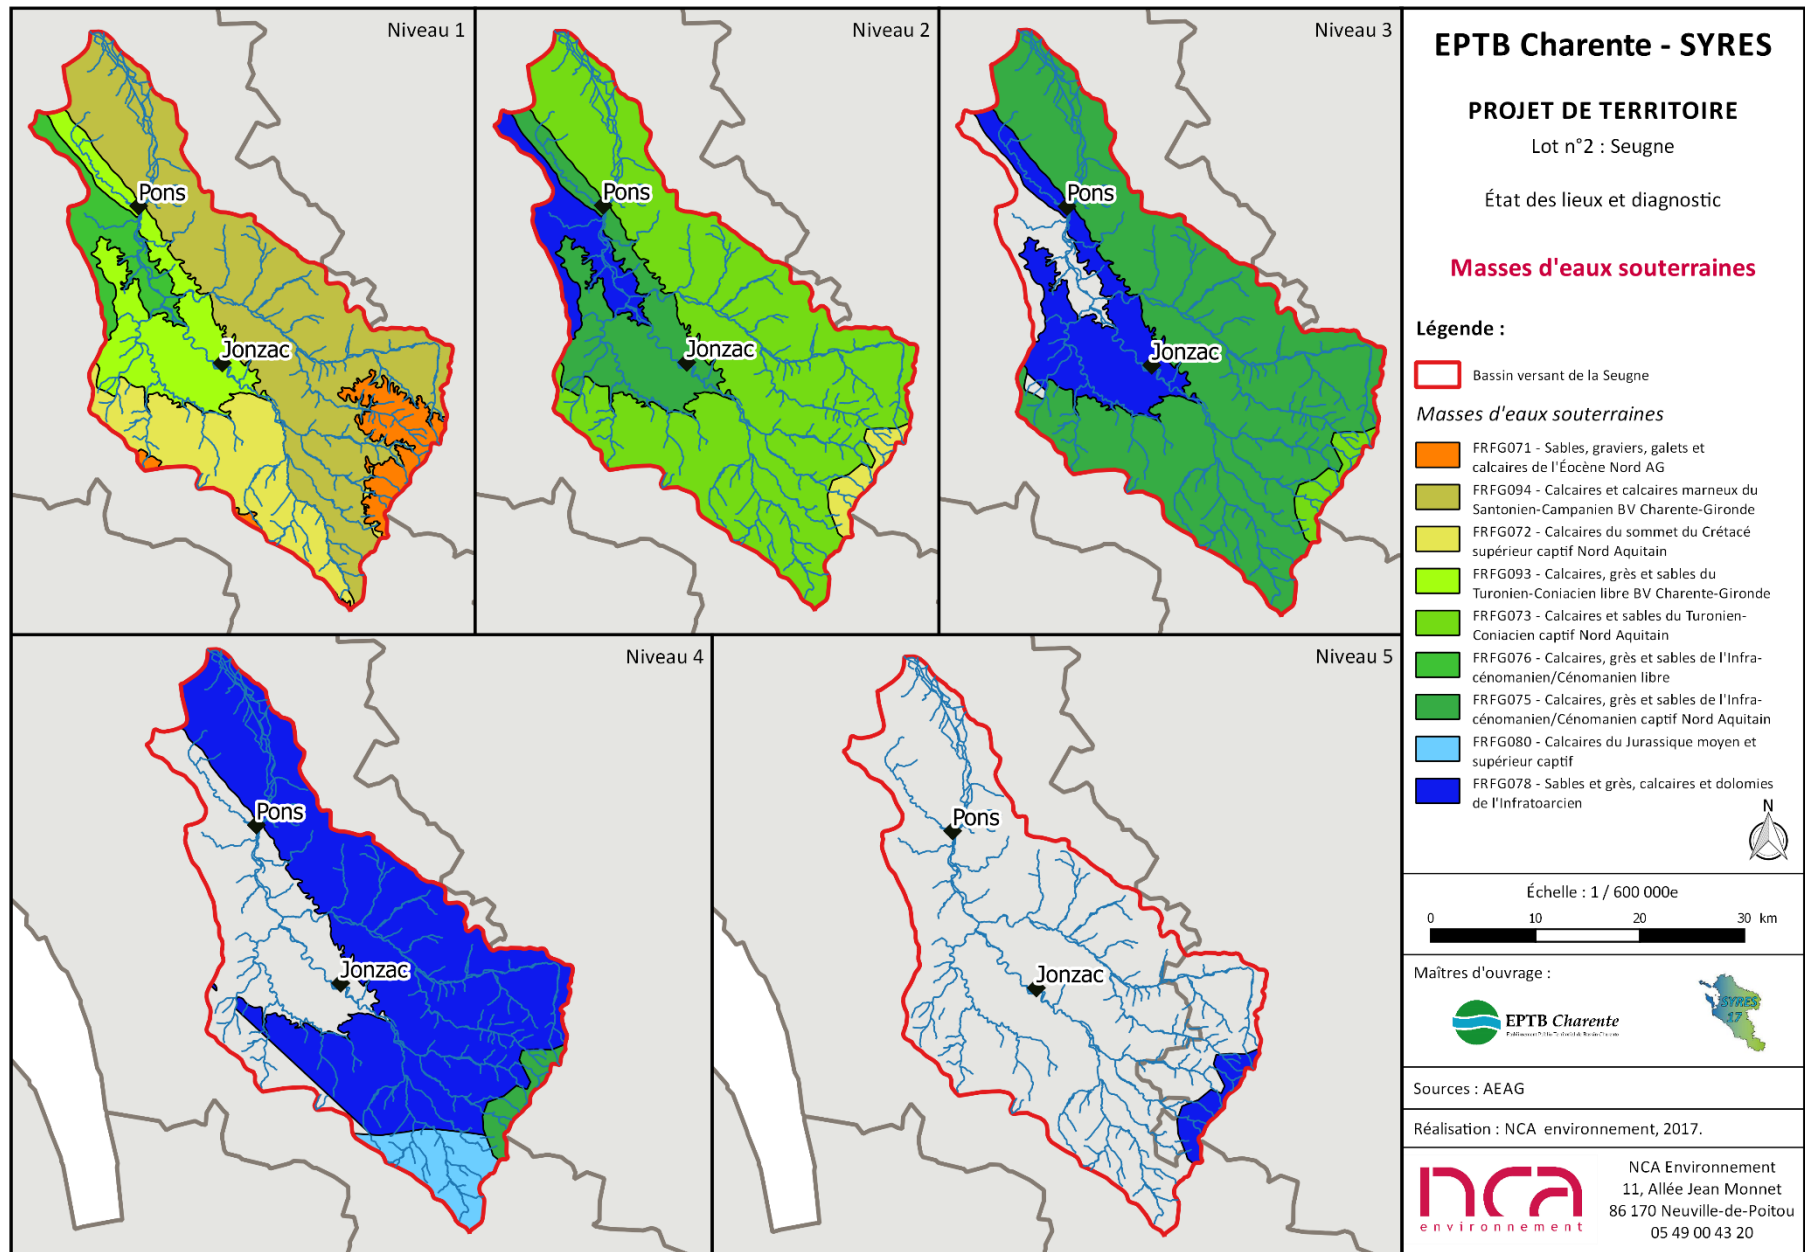 Niveau 1
Pons
Jonzac
Niveau 2
Pons
Jonzac
Niveau 3
Pons
Jonzac
Niveau 4
Pons
Jonzac
Niveau 5
Pons
Jonzac
EPTB Charente - SYRES
PROJET DE TERRITOIRE
Lot n°2 : Seugne
État des lieux et diagnostic
Masses d'eaux souterraines
Légende :
Bassin versant de la Seugne
Masses d'eaux souterraines
FRFG071 - Sables, graviers, galets et
calcaires de l'Éocène Nord AG
FRFG094 - Calcaires et calcaires marneux du
Santonien-Campanien BV Charente-Gironde
FRFG072 - Calcaires du sommet du Crétacé
supérieur captif Nord Aquitain
FRFG093 - Calcaires, grès et sables du
Turonien-Coniacien libre BV Charente-Gironde
FRFG073 - Calcaires et sables du Turonien-
Coniacien captif Nord Aquitain
FRFG076 - Calcaires, grès et sables de l'Infra-
cénomanien/Cénomanien libre
FRFG075 - Calcaires, grès et sables de l'Infra-
cénomanien/Cénomanien captif Nord Aquitain
FRFG080 - Calcaires du Jurassique moyen et
supérieur captif
FRFG078 - Sables et grès, calcaires et dolomies
de l'Infratoarcien
N
Échelle : 1 / 600 000e
0 10 20 30 km
Maîtres d'ouvrage :
EPTB Charente
SYRES
17
Sources : AEAG
Réalisation : NCA environnement, 2017.
nca
environnement
NCA Environnement
11, Allée Jean Monnet
86 170 Neuville-de-Poitou
05 49 00 43 20